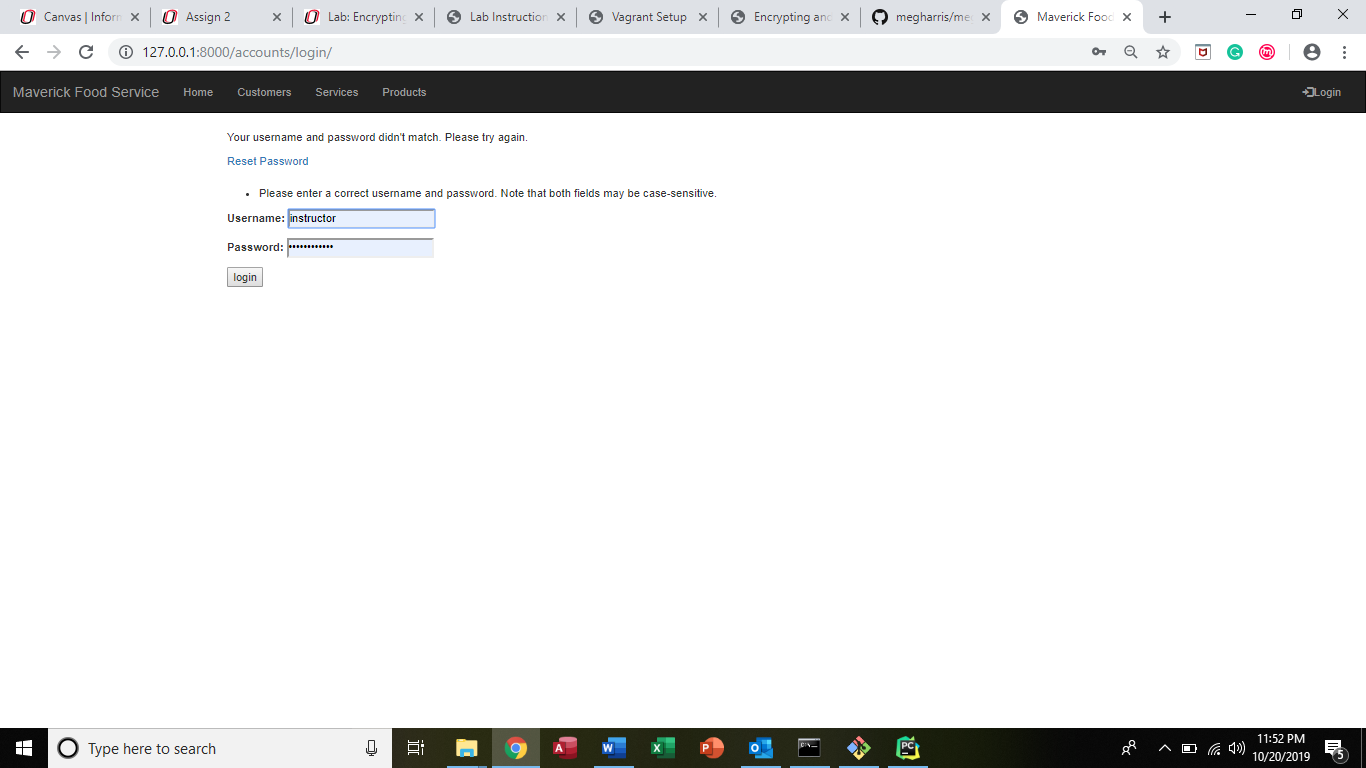 Canvas | Inform
Assign 2
Lab: Encrypting
Lab Instruction
Vagrant Setup
Encrypting and
megharris/me
Maverick Food
127.0.0.1:8000/accounts/login/
Maverick Food Service Home Customers Services Products Login
Your username and password didn't match. Please try again.
Reset Password
Please enter a correct username and password. Note that both fields may be case-sensitive.
Username: instructor
Password: ••••••••••••
login
Type here to search
11:52 PM
10/20/2019
5